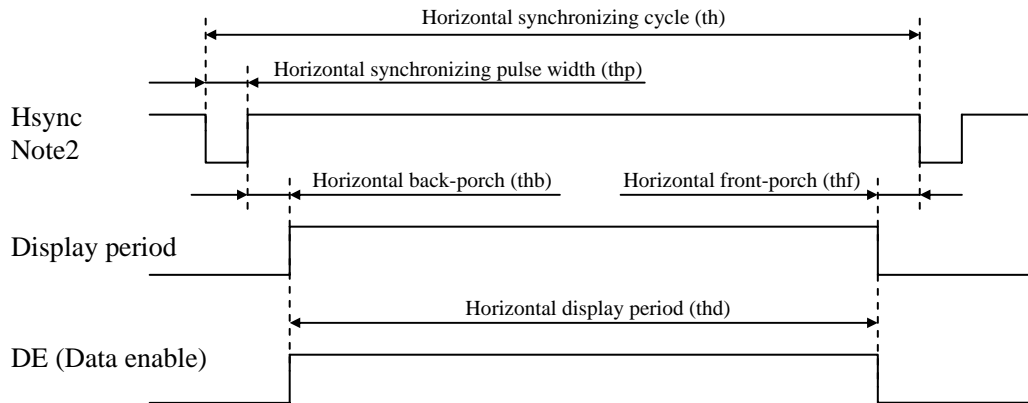 Horizontal synchronizing cycle (th)
Horizontal synchronizing pulse width (thp)
Hsync
Note2
Horizontal back-porch (thb)
Horizontal front-porch (thf)
Display period
Horizontal display period (thd)
DE (Data enable)